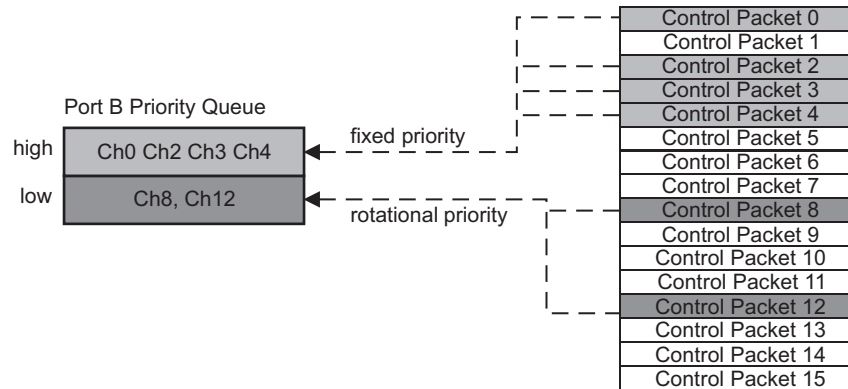 Port B Priority Queue
high
Ch0 Ch2 Ch3 Ch4
low
Ch8, Ch12
fixed priority
rotational priority
Control Packet 0
Control Packet 1
Control Packet 2
Control Packet 3
Control Packet 4
Control Packet 5
Control Packet 6
Control Packet 7
Control Packet 8
Control Packet 9
Control Packet 10
Control Packet 11
Control Packet 12
Control Packet 13
Control Packet 14
Control Packet 15